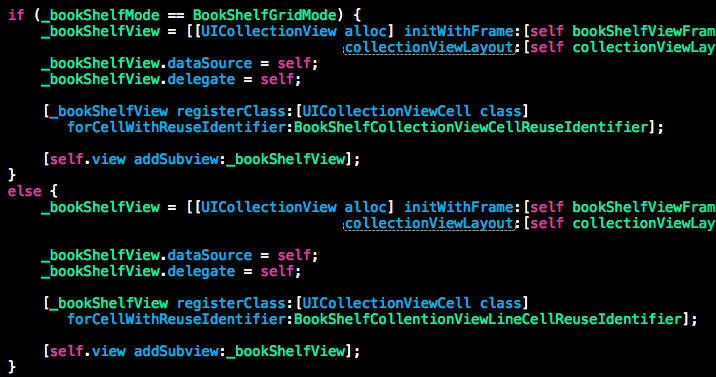 if (_bookShelfMode == BookShelfGridMode) {
_bookShelfView = [[UICollectionView alloc] initWithFrame:[self bookShelfViewFram
collectionViewLayout:[self collectionViewLay
_bookShelfView.dataSource = self;
_bookShelfView.delegate = self;
[_bookShelfView registerClass:[UICollectionViewCell class]
forCellWithReuseIdentifier:BookShelfCollectionViewCellReuseIdentifier];
[self.view addSubview:_bookShelfView];
}
else {
_bookShelfView = [[UICollectionView alloc] initWithFrame:[self bookShelfViewFram
collectionViewLayout:[self collectionViewLay
_bookShelfView.dataSource = self;
_bookShelfView.delegate = self;
[_bookShelfView registerClass:[UICollectionViewCell class]
forCellWithReuseIdentifier:BookShelfCollentionViewLineCellReuseIdentifier];
[self.view addSubview:_bookShelfView];
}